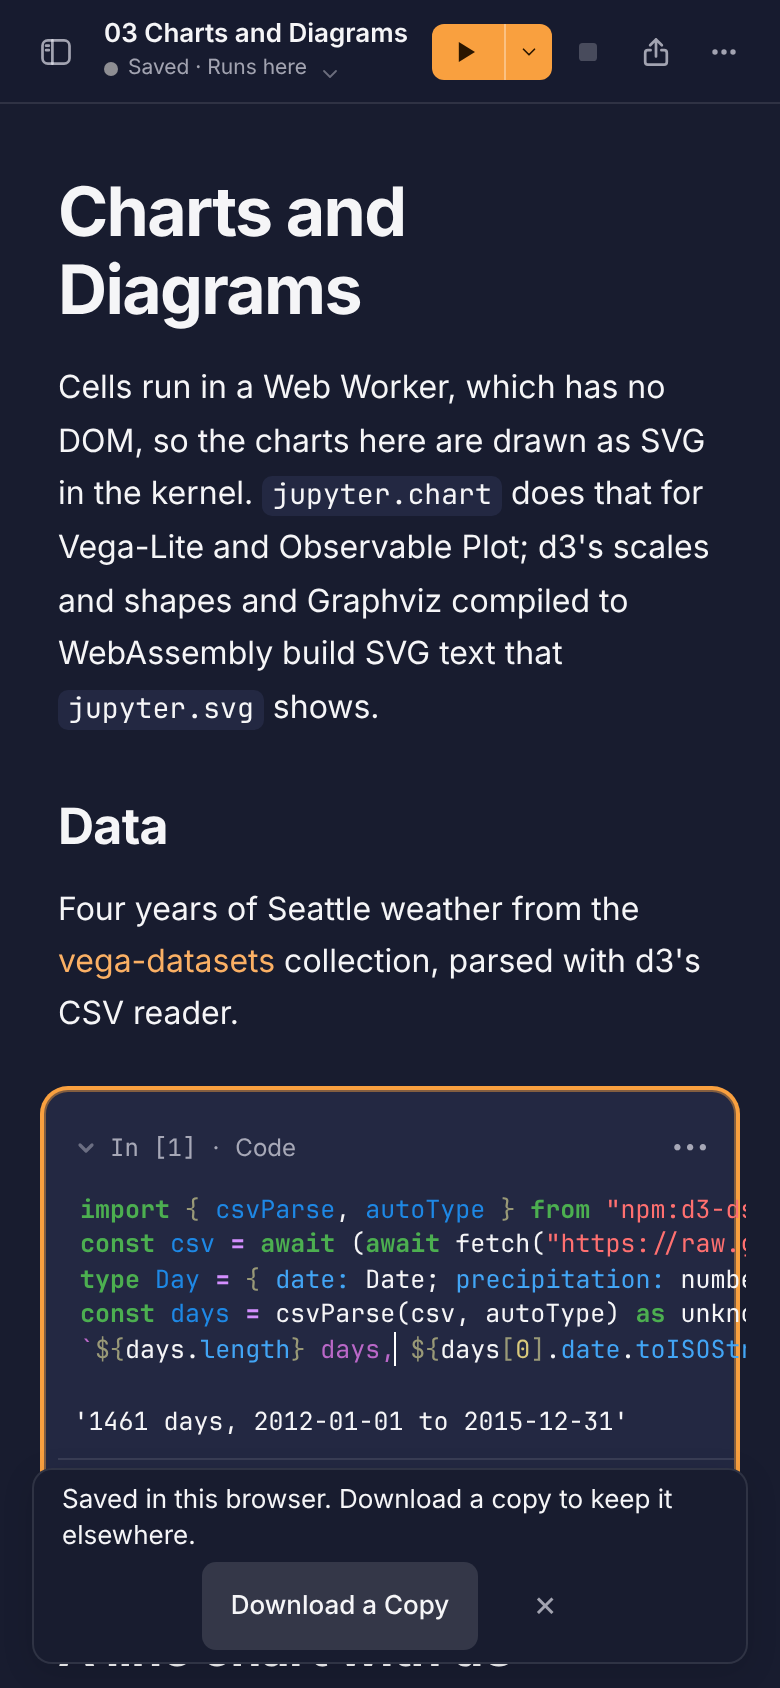 03 Charts and Diagrams
Saved · Runs here
Charts and
Diagrams
Cells run in a Web Worker, which has no
DOM, so the charts here are drawn as SVG
in the kernel. jupyter.chart does that for
Vega-Lite and Observable Plot; d3's scales
and shapes and Graphviz compiled to
WebAssembly build SVG text that
jupyter.svg shows.
Data
Four years of Seattle weather from the
vega-datasets collection, parsed with d3's
CSV reader.
In [1] · Code
import { csvParse, autoType } from "npm:d3-ds
const csv = await (await fetch("https://raw.g
type Day = { date: Date; precipitation: numbe
const days = csvParse(csv, autoType) as unkno
`${days.length} days, ${days[0].date.toISOStr
'1461 days, 2012-01-01 to 2015-12-31'
Saved in this browser. Download a copy to keep it
elsewhere.
Download a Copy